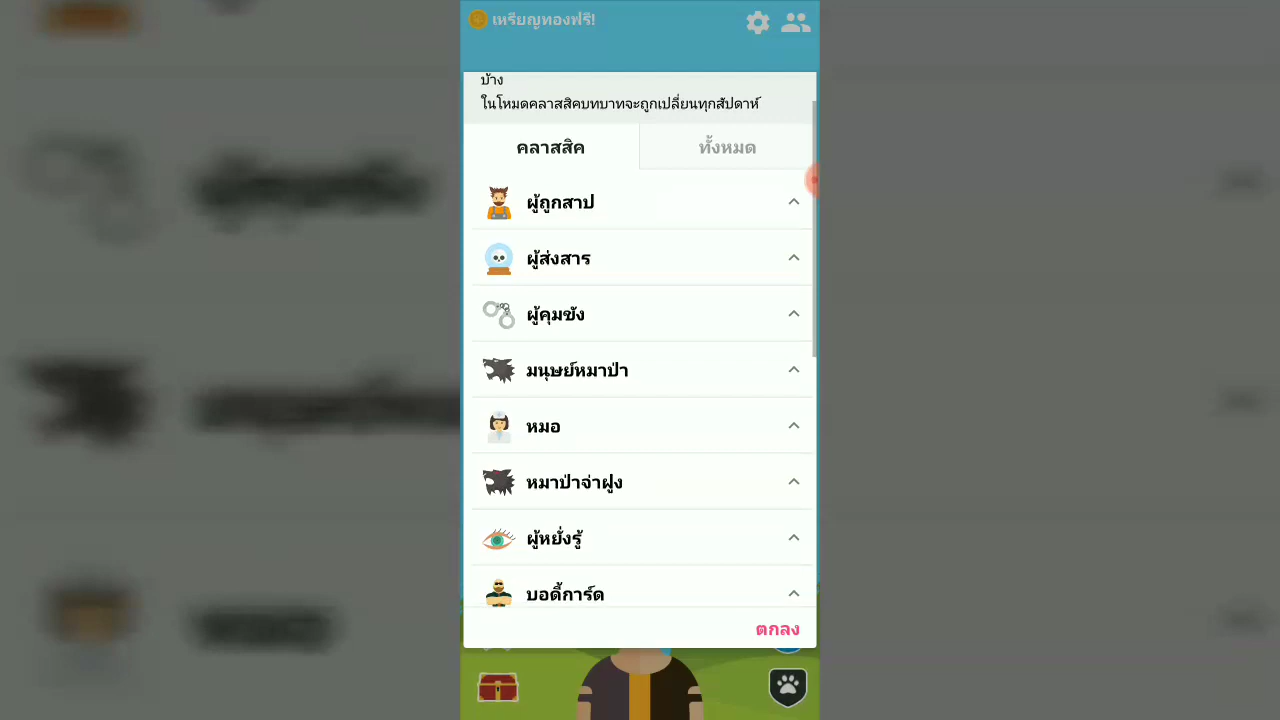 เหรียญทองฟรี!
บ้าง
ในโหมดคลาสสิคบทบาทจะถูกเปลี่ยนทุกสัปดาห์
คลาสสิค
ทั้งหมด
ผู้ถูกสาป
ผู้ส่งสาร
ผู้คุมขัง
มนุษย์หมาป่า
หมอ
หมาป่าจ่าฝูง
ผู้หยั่งรู้
บอดี้การ์ด
ตกลง